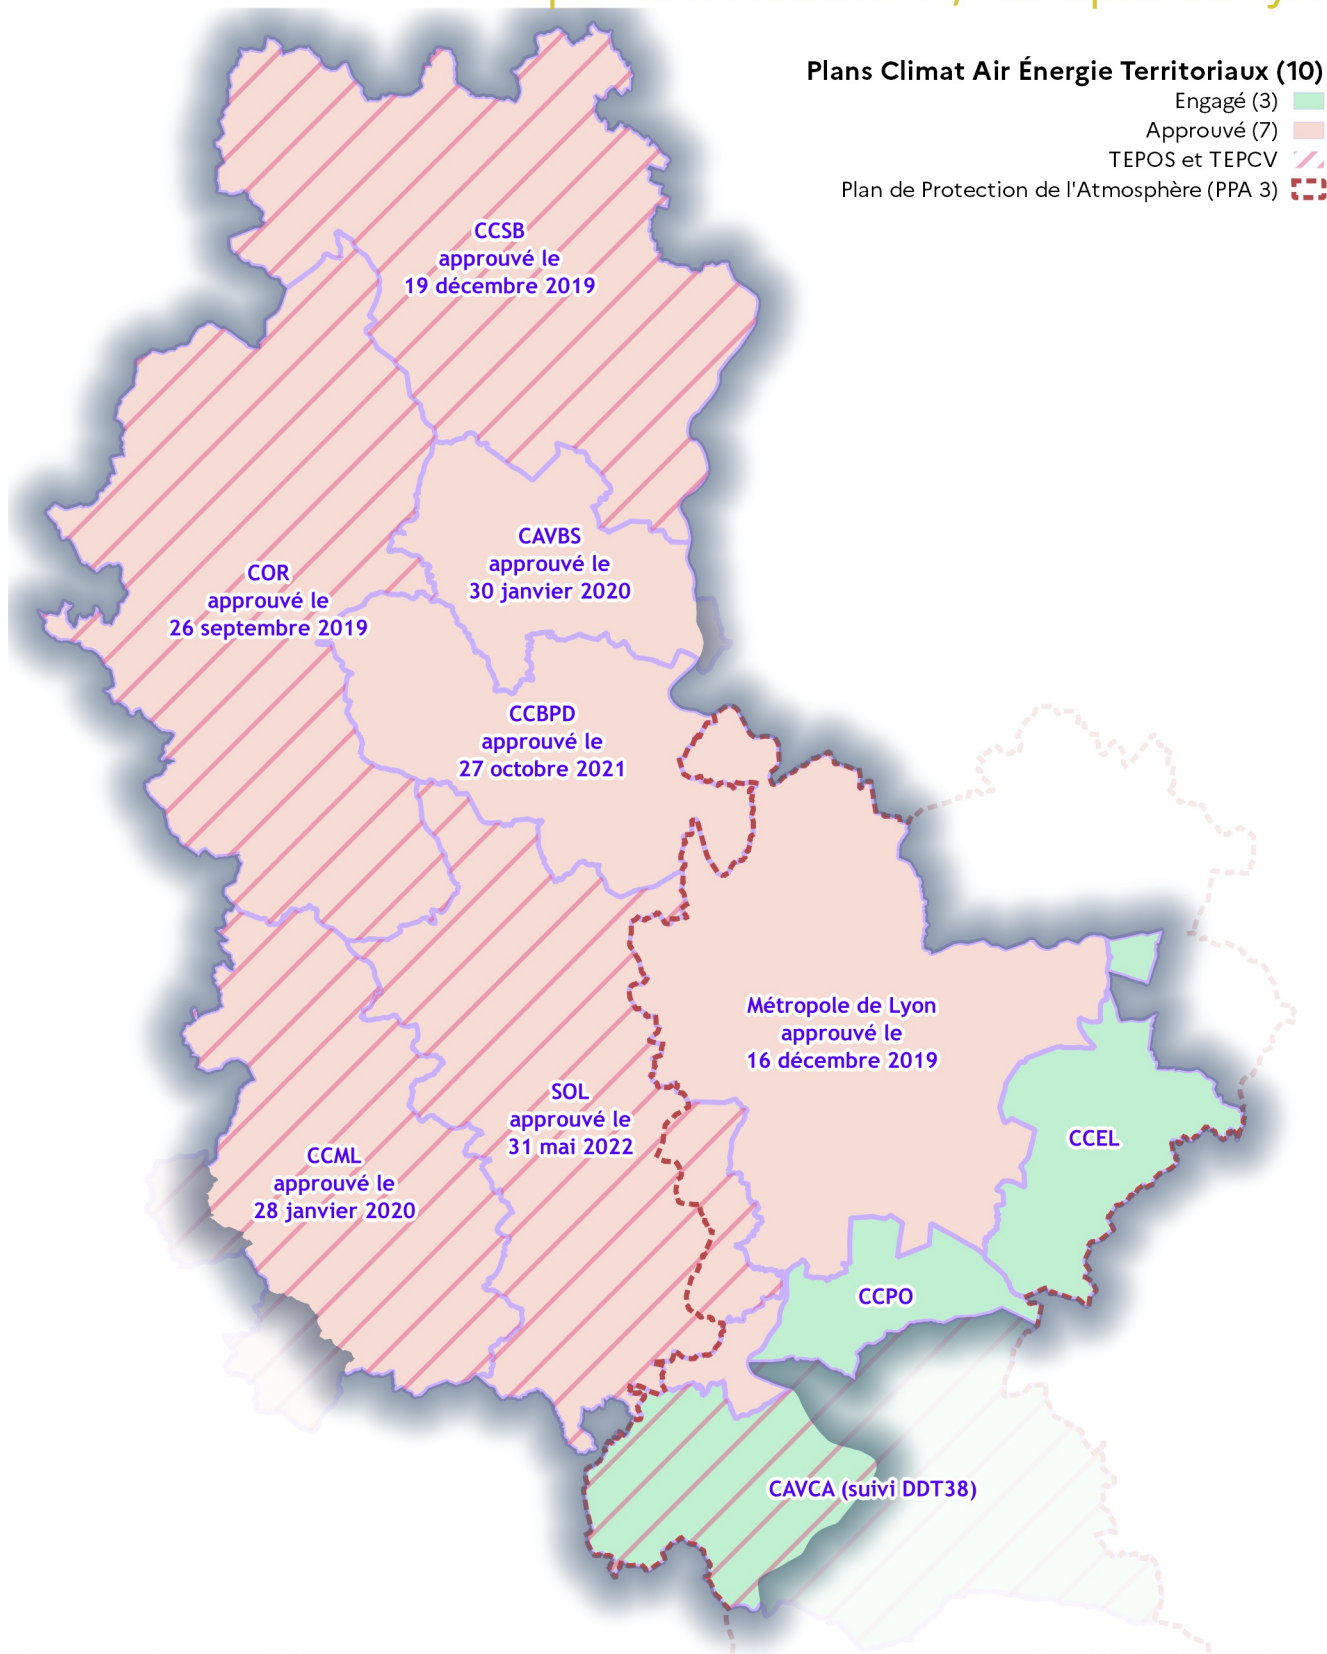 Plans Climat Air Énergie Territoriaux (10)
Engagé (3)
Approuvé (7)
TEPOS et TEPCV
Plan de Protection de l'Atmosphère (PPA 3)
CCSB
approuvé le
19 décembre 2019
CAVBS
approuvé le
30 janvier 2020
COR
approuvé le
26 septembre 2019
CCBPD
approuvé le
27 octobre 2021
Métropole de Lyon
approuvé le
16 décembre 2019
SOL
approuvé le
31 mai 2022
CCEL
CCML
approuvé le
28 janvier 2020
CCPO
CAVCA (suivi DDT38)